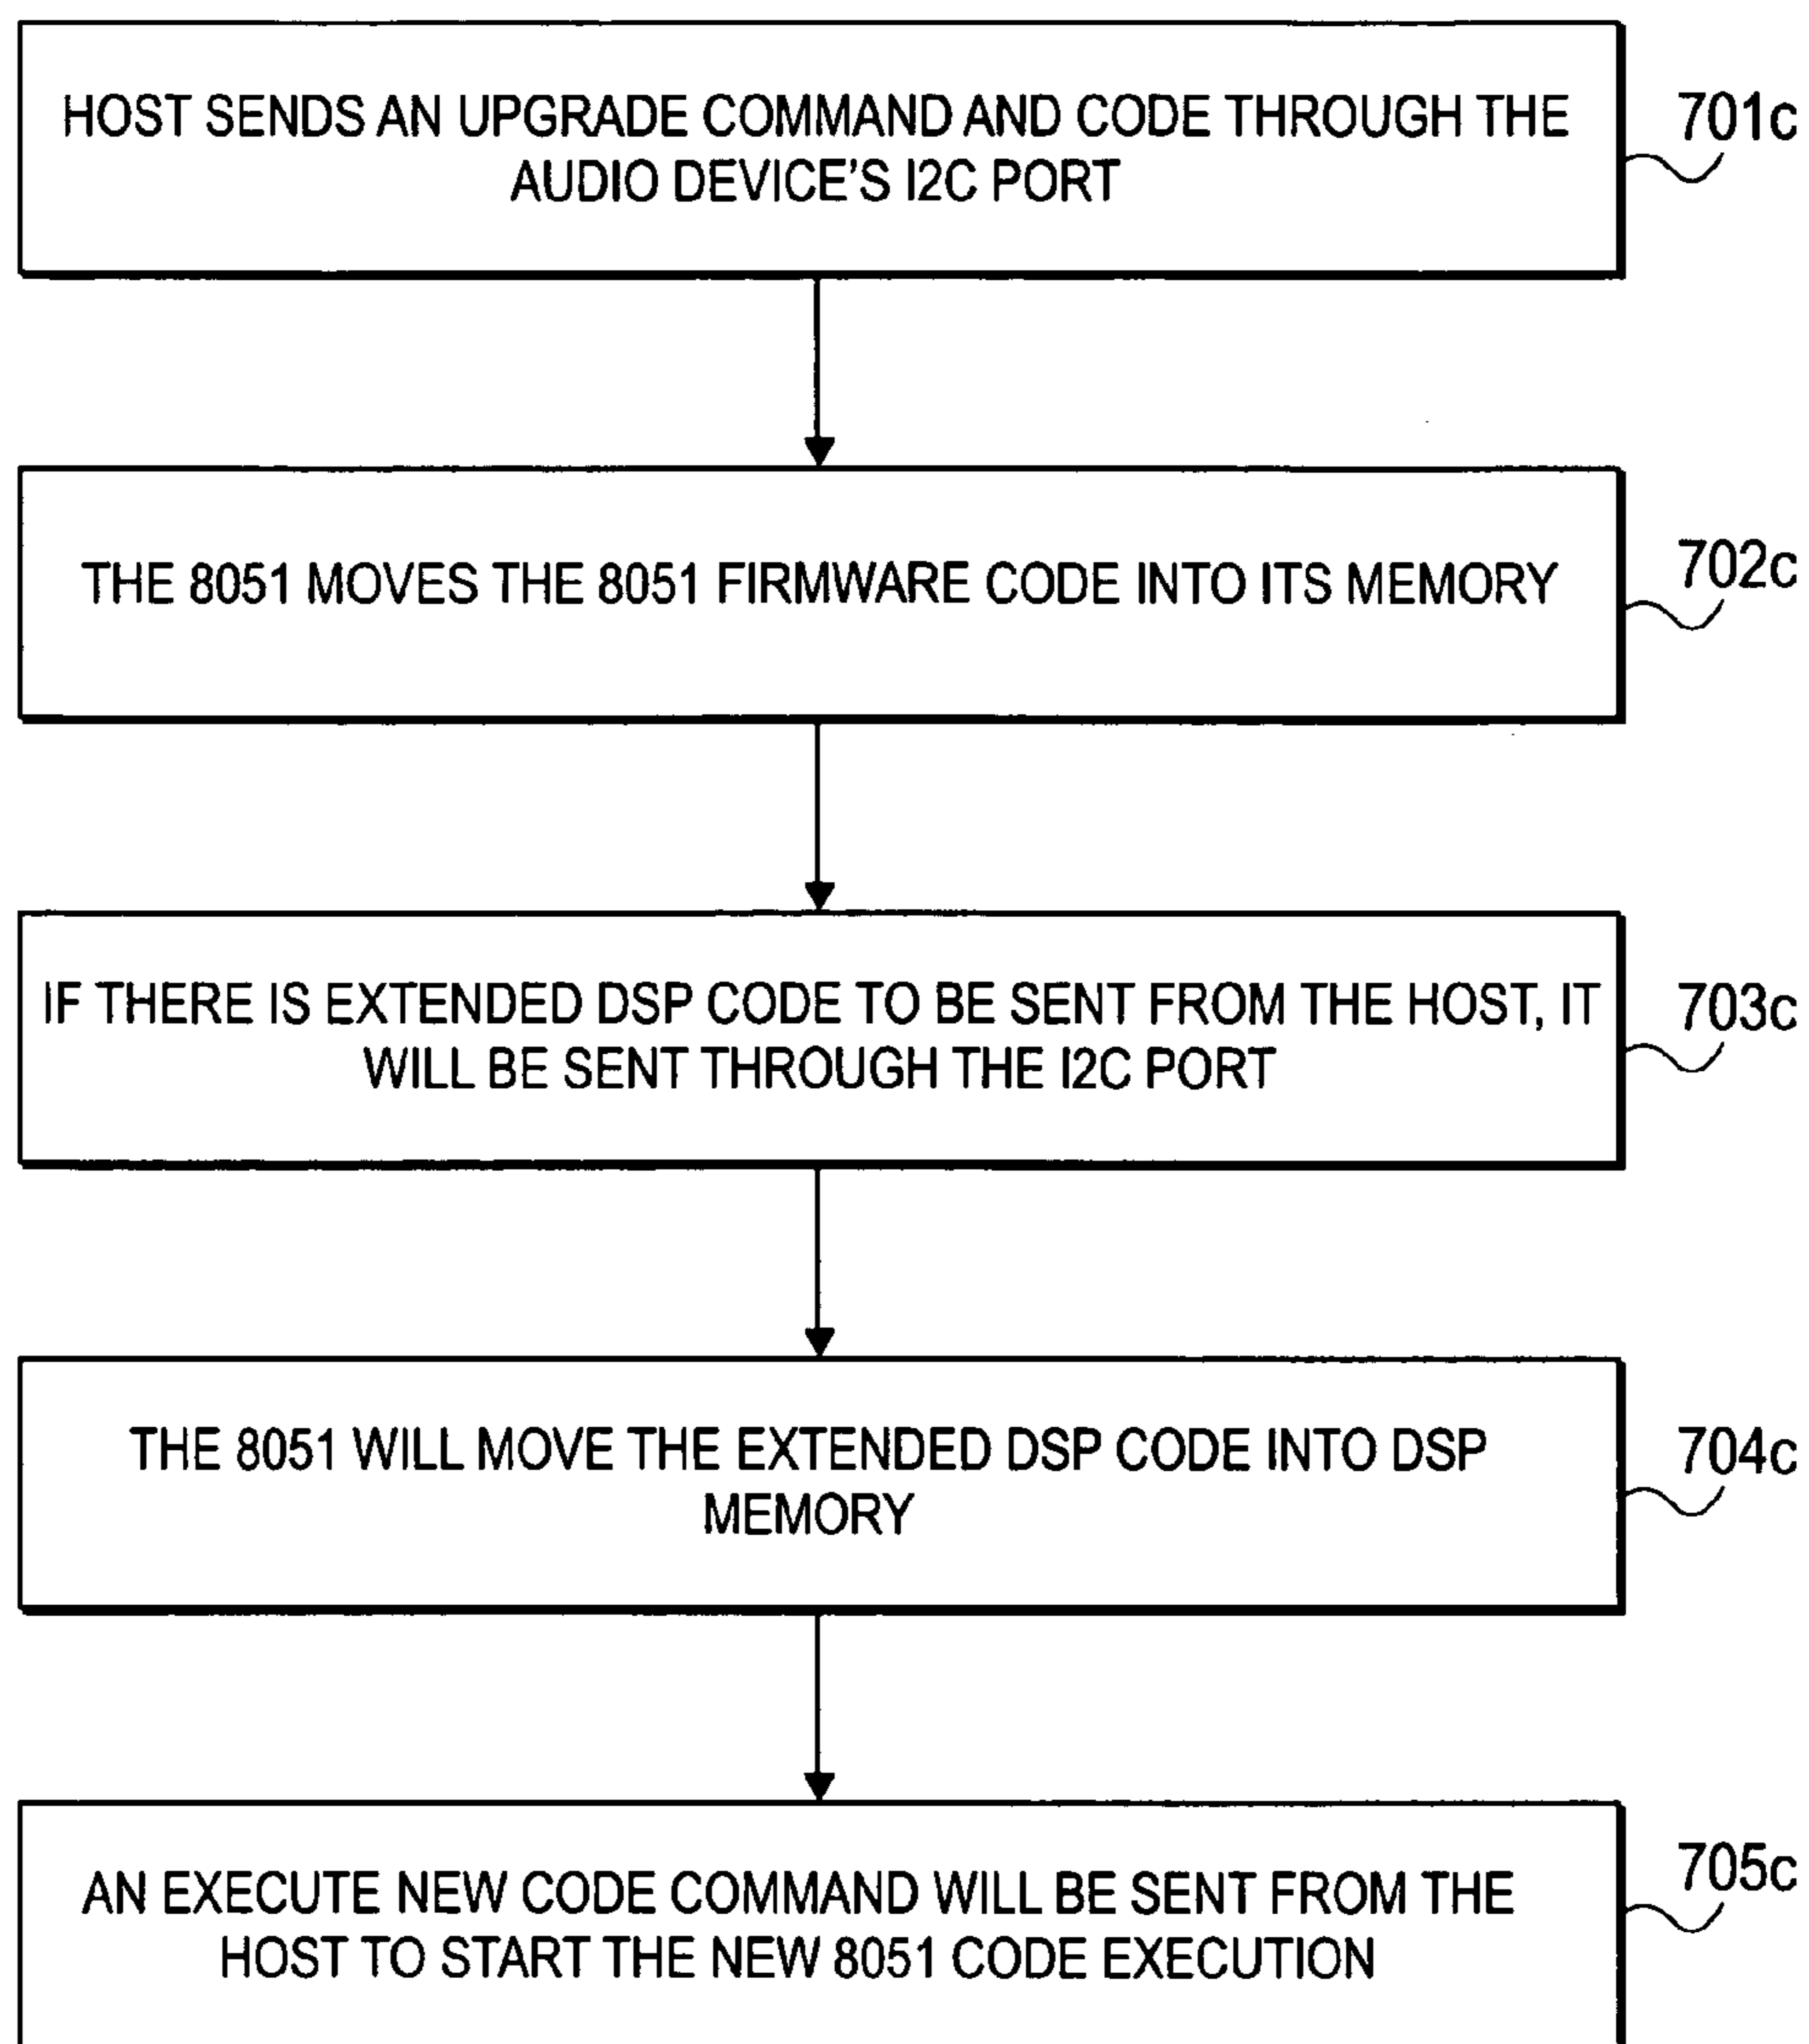 HOST SENDS AN UPGRADE COMMAND AND CODE THROUGH THE
AUDIO DEVICE'S I2C PORT
701c
THE 8051 MOVES THE 8051 FIRMWARE CODE INTO ITS MEMORY
702c
IF THERE IS EXTENDED DSP CODE TO BE SENT FROM THE HOST, IT
WILL BE SENT THROUGH THE I2C PORT
703c
THE 8051 WILL MOVE THE EXTENDED DSP CODE INTO DSP
MEMORY
704c
AN EXECUTE NEW CODE COMMAND WILL BE SENT FROM THE
HOST TO START THE NEW 8051 CODE EXECUTION
705c